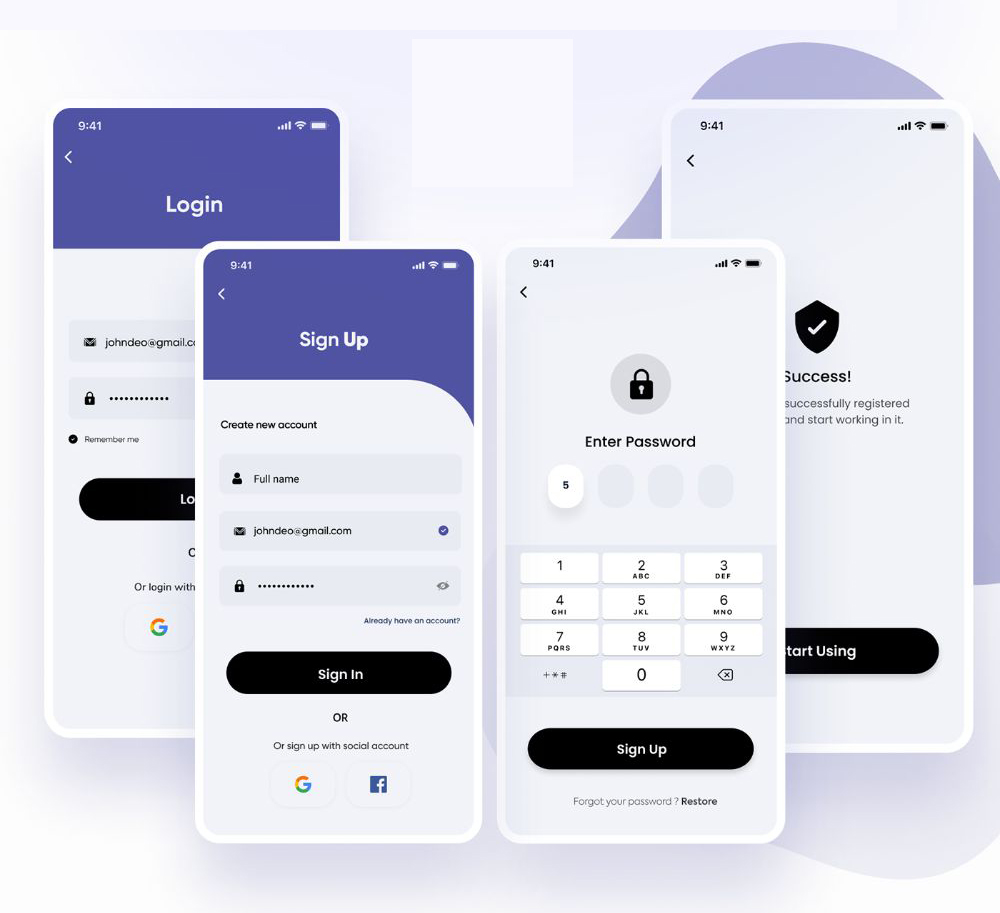 9:41
Login
johndeo@gmail.c
Remember me
Lo
Or login with
9:41
Sign Up
Create new account
Full name
johndeo@gmail.com
Already have an account?
Sign In
OR
Or sign up with social account
9:41
Enter Password
5
1
2 ABC
3 DEF
4 GHI
5 JKL
6 MNO
7 PQRS
8 TUV
9 WXYZ
+*#
0
Sign Up
Forgot your password ? Restore
9:41
Success!
successfully registered
and start working in it.
tart Using